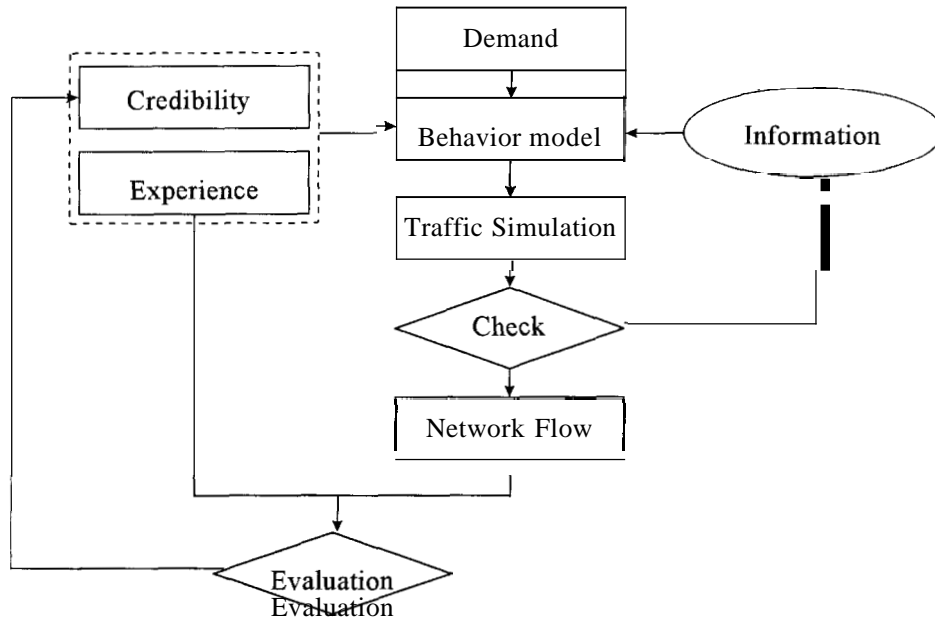 Demand
Credibility
Behavior model
Information
Experience
Traffic Simulation
Check
Network Flow
Evaluation
Evaluation